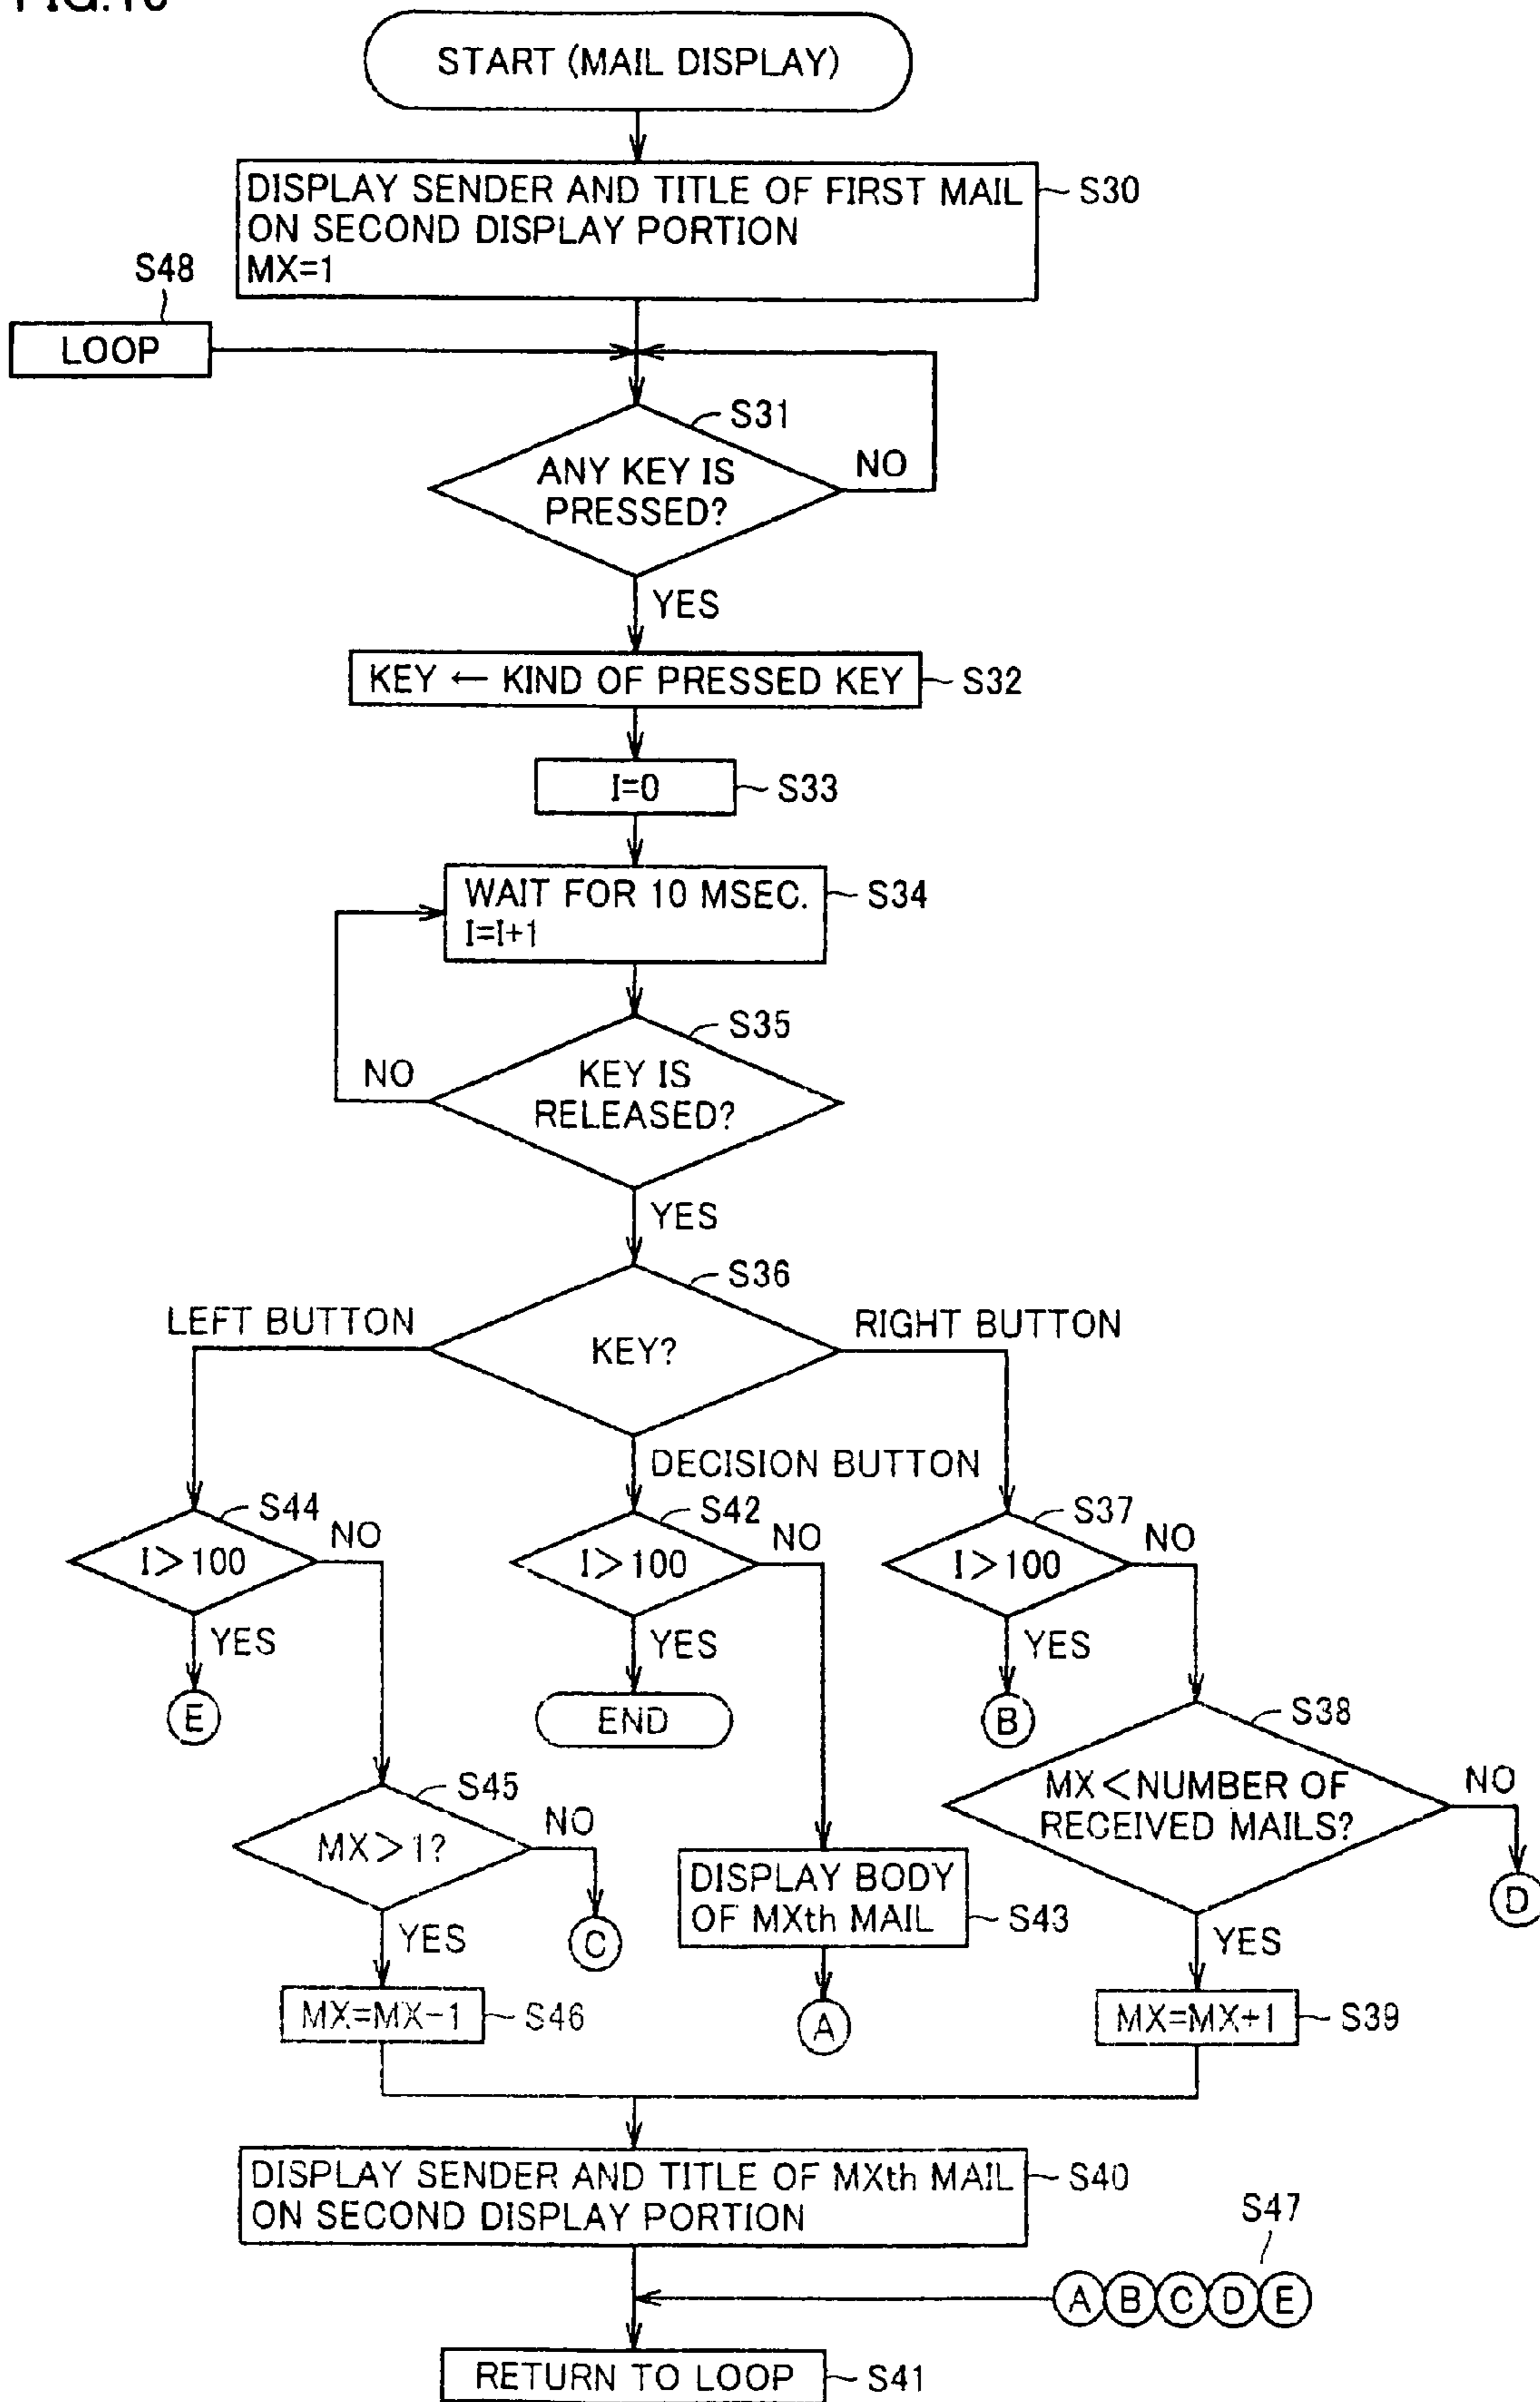 START (MAIL DISPLAY)
DISPLAY SENDER AND TITLE OF FIRST MAIL
ON SECOND DISPLAY PORTION
MX=1
S30
S48
LOOP
S31
ANY KEY IS
PRESSED?
NO
YES
KEY ← KIND OF PRESSED KEY
S32
I=0
S33
WAIT FOR 10 MSEC.
I=I+1
S34
S35
KEY IS
RELEASED?
NO
YES
S36
KEY?
LEFT BUTTON
RIGHT BUTTON
DECISION BUTTON
S44
I>100
NO
YES
E
S42
I>100
NO
YES
END
S37
I>100
NO
YES
B
S38
MX<NUMBER OF
RECEIVED MAILS?
NO
D
YES
S45
MX>1?
NO
C
YES
DISPLAY BODY
OF MXth MAIL
S43
A
MX=MX-1
S46
MX=MX+1
S39
DISPLAY SENDER AND TITLE OF MXth MAIL
ON SECOND DISPLAY PORTION
S40
S47
A B C D E
RETURN TO LOOP
S41